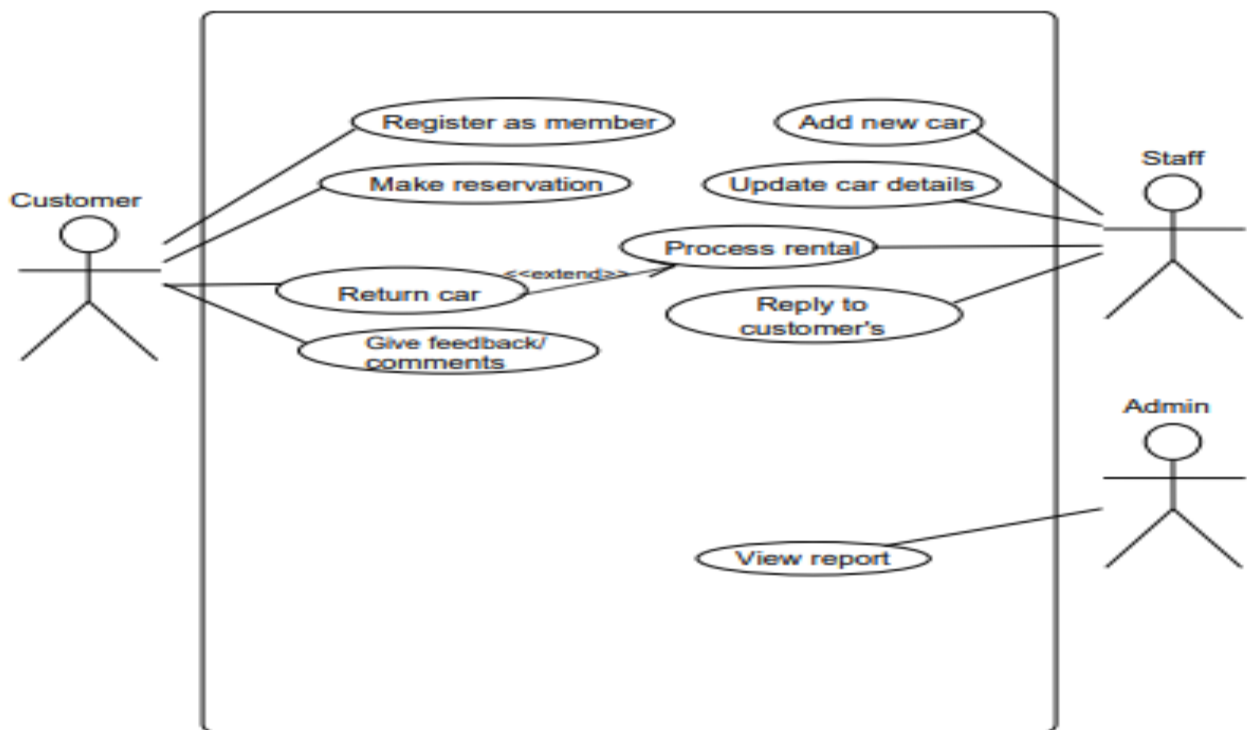 Register as member
Add new car
Staff
Make reservation
Update car details
Customer
Process rental
<<extend>>
Return car
Reply to
customer's
Give feedback/
comments
Admin
View report